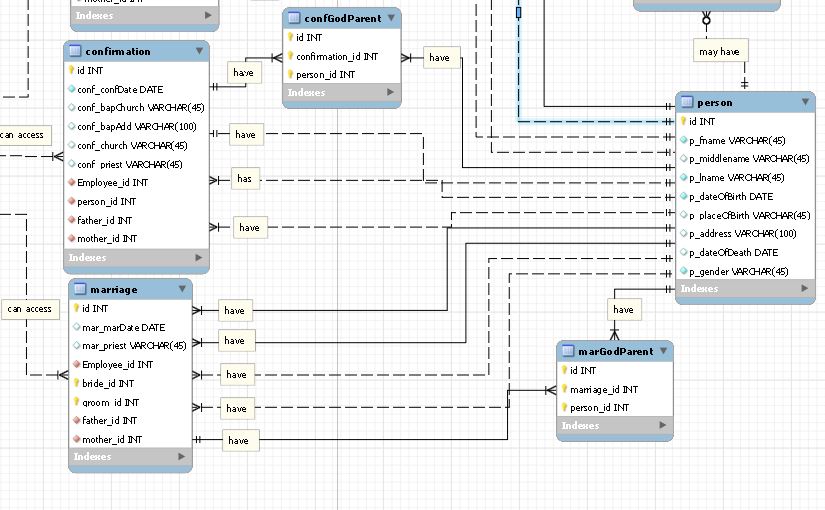 mother_id INT
Indexes
confGodParent
id INT
confirmation_id INT
person_id INT
Indexes
may have
confirmation
id INT
conf_confDate DATE
conf_bapChurch VARCHAR(45)
conf_bapAdd VARCHAR(100)
conf_church VARCHAR(45)
conf_priest VARCHAR(45)
Employee_id INT
person_id INT
father_id INT
mother_id INT
Indexes
have
have
have
has
have
can access
person
id INT
p_fname VARCHAR(45)
p_middlename VARCHAR(45)
p_lname VARCHAR(45)
p_dateOfBirth DATE
p_placeOfBirth VARCHAR(45)
p_address VARCHAR(100)
p_dateOfDeath DATE
p_gender VARCHAR(45)
Indexes
can access
marriage
id INT
mar_marDate DATE
mar_priest VARCHAR(45)
Employee_id INT
bride_id INT
groom_id INT
father_id INT
mother_id INT
Indexes
have
have
have
have
have
have
marGodParent
id INT
marriage_id INT
person_id INT
Indexes